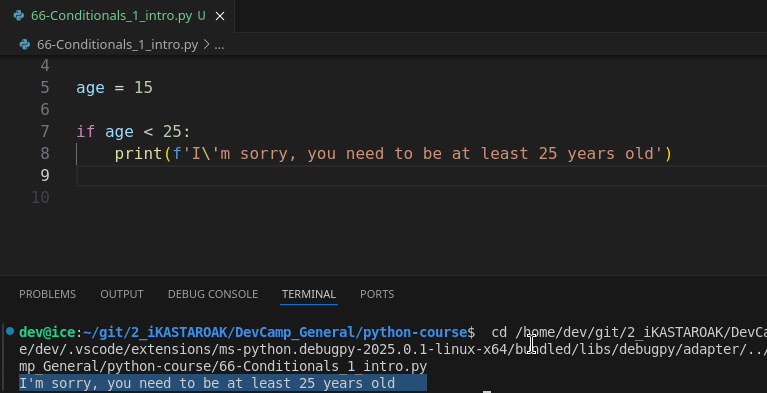 66-Conditionals_1_intro.py U ×
66-Conditionals_1_intro.py > ...
4
5 age = 15
6
7 if age < 25:
8     print(f'I\'m sorry, you need to be at least 25 years old')
9
10
PROBLEMS OUTPUT DEBUG CONSOLE TERMINAL PORTS
dev@ice:~/git/2_iKASTAROAK/DevCamp_General/python-course$  cd /home/dev/git/2_iKASTAROAK/DevCa
e/dev/.vscode/extensions/ms-python.debugpy-2025.0.1-linux-x64/bundled/libs/debugpy/adapter/../
mp_General/python-course/66-Conditionals_1_intro.py
I'm sorry, you need to be at least 25 years old